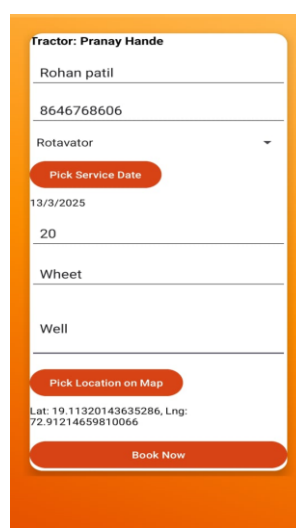 Tractor: Pranay Hande
Rohan patil
8646768606
Rotavator
Pick Service Date
13/3/2025
20
Wheet
Well
Pick Location on Map
Lat: 19.11320143635286, Lng:
72.91214659810066
Book Now